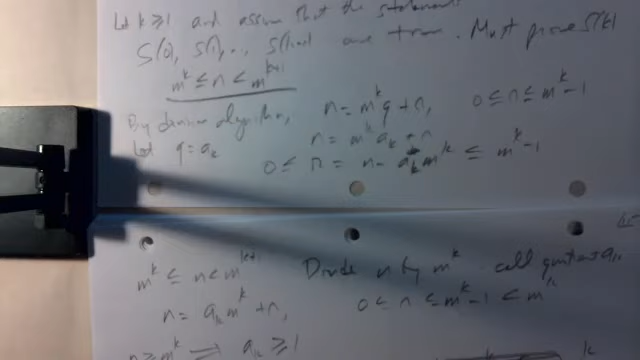 Let k ≥ 1 and assume that the statements
S(0), S(1), ..., S(k-1) are true. Must prove S(k)
m^k ≤ n < m^{k+1}
By division algorithm, n = m^k q + r, 0 ≤ r ≤ m^k - 1
Let q = a_k n = m^k a_k + r
0 ≤ r = n - a_k m^k ≤ m^k - 1
m^k ≤ n < m^{k+1} Divide n by m^k call quotient a_k
n = a_k m^k + r, 0 ≤ r ≤ m^k - 1 < m^k
n ≥ m^k ⇒ a_k ≥ 1